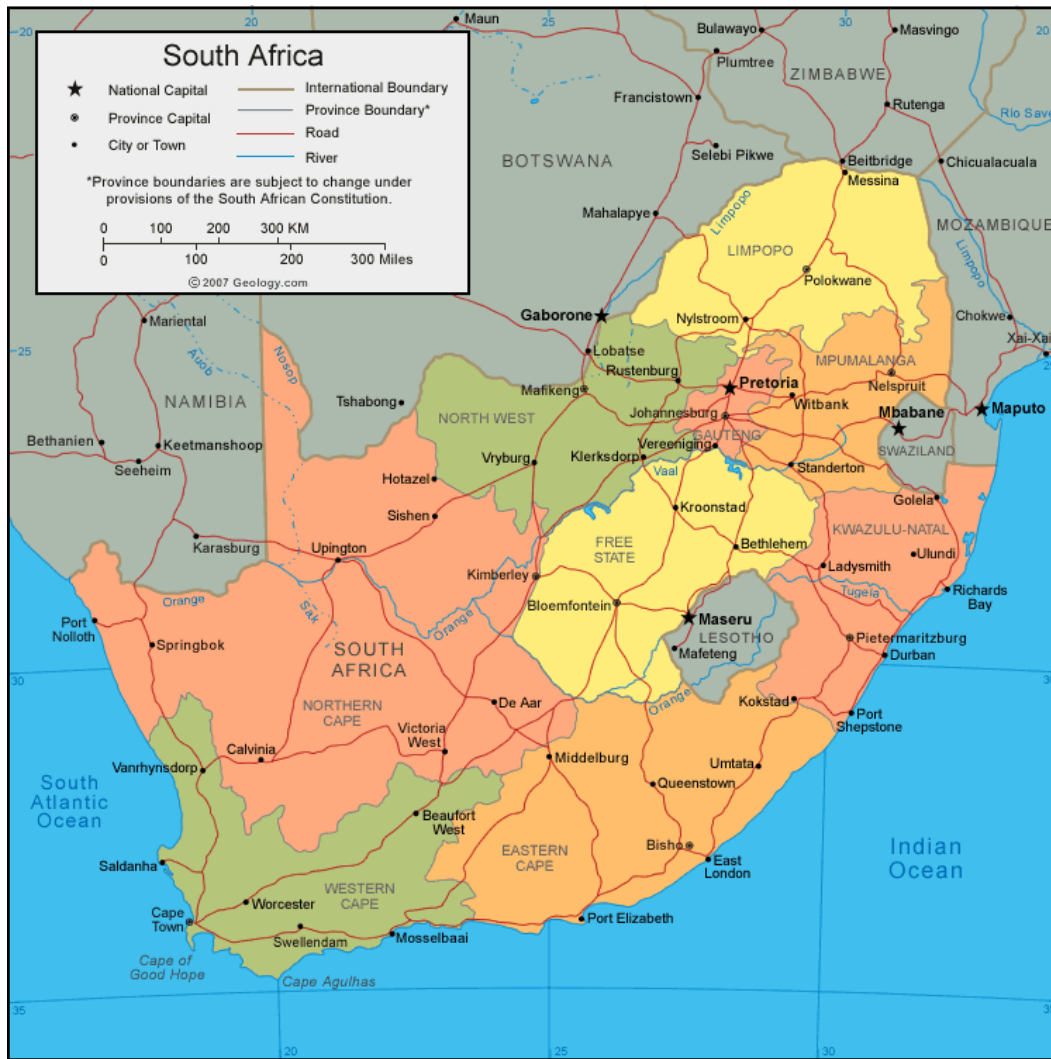 20
25
30
20
20
Maun
Bulawayo
Masvingo
Plumtree
ZIMBABWE
Francistown
Rutenga
Rio Save
South Africa
National Capital
Province Capital
City or Town
International Boundary
Province Boundary*
Road
River
*Province boundaries are subject to change under
provisions of the South African Constitution.
0 100 200 300 KM
0 100 200 300 Miles
© 2007 Geology.com
BOTSWANA
Selebi Pikwe
Beitbridge
Messina
Chicualacuala
Mahalapye
Limpopo
MOZAMBIQUE
LIMPOPO
Limpopo
Polokwane
Gaborone
Nylstroom
Chokwe
Xai-Xai
Mariental
25
25
Auob
Nosop
Lobatse
Rustenburg
MPUMALANGA
Nelspruit
Mafikeng
Pretoria
NAMIBIA
Tshabong
NORTH WEST
Johannesburg
Witbank
Mbabane
Maputo
Bethanien
Keetmanshoop
Vereeniging
GAUTENG
SWAZILAND
Seeheim
Vryburg
Klerksdorp
Vaal
Standerton
Hotazel
Golela
Sishen
Kroonstad
KWAZULU-NATAL
Karasburg
Upington
FREE
STATE
Bethlehem
Ulundi
Ladysmith
Kimberley
Orange
Sak
Orange
Bloemfontein
Tugela
Richards
Bay
Port
Nolloth
Maseru
LESOTHO
Springbok
SOUTH
AFRICA
Mafeteng
Pietermaritzburg
Durban
30
30
NORTHERN
CAPE
De Aar
Orange
Kokstad
Port
Shepstone
Victoria
West
Calvinia
Vanrhynsdorp
Middelburg
Umtata
South
Atlantic
Ocean
Queenstown
Beaufort
West
Bisho
Indian
Ocean
Saldanha
EASTERN
CAPE
East
London
WESTERN
CAPE
Worcester
Cape
Town
Port Elizabeth
Swellendam
Mosselbaai
Cape of
Good Hope
Cape Agulhas
35
35
20
25
30